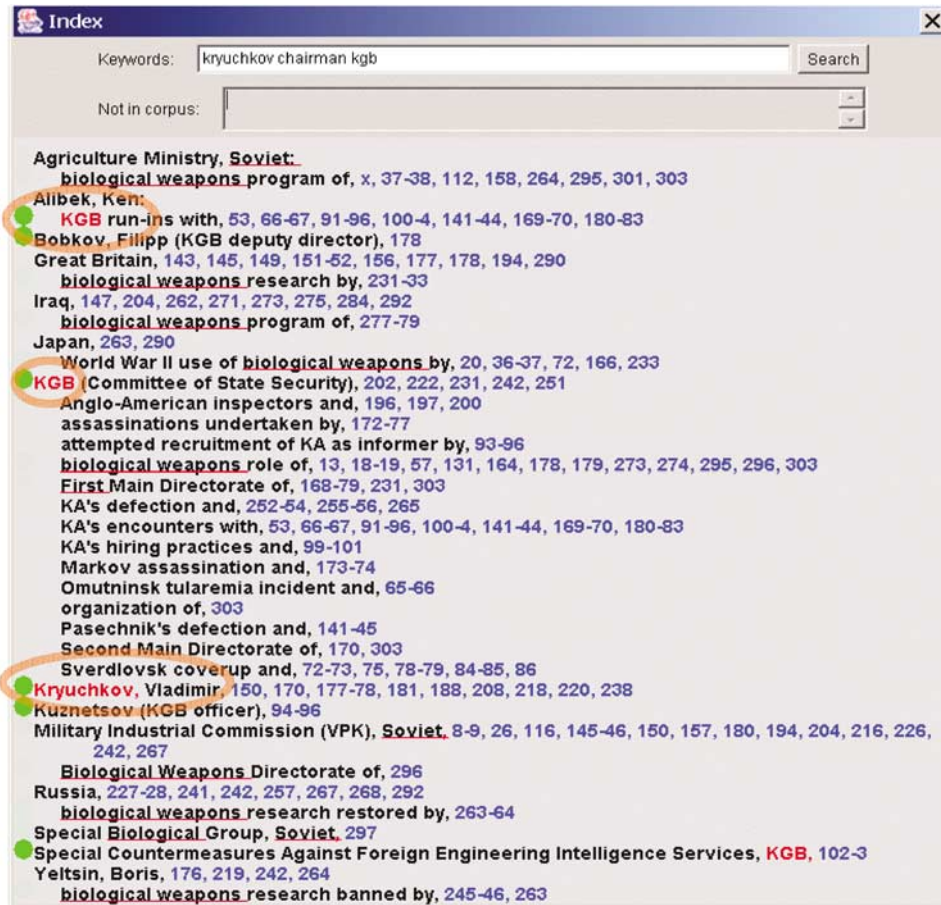 Index
Keywords: kryuchkov chairman kgb Search
Not in corpus:
Agriculture Ministry, Soviet:
biological weapons program of, x, 37-38, 112, 158, 264, 295, 301, 303
Alibek, Ken:
KGB run-ins with, 53, 66-67, 91-96, 100-4, 141-44, 169-70, 180-83
Bobkov, Filipp (KGB deputy director), 178
Great Britain, 143, 145, 149, 151-52, 156, 177, 178, 194, 290
biological weapons research by, 231-33
Iraq, 147, 204, 262, 271, 273, 275, 284, 292
biological weapons program of, 277-79
Japan, 263, 290
World War II use of biological weapons by, 20, 36-37, 72, 166, 233
KGB (Committee of State Security), 202, 222, 231, 242, 251
Anglo-American inspectors and, 196, 197, 200
assassinations undertaken by, 172-77
attempted recruitment of KA as informer by, 93-96
biological weapons role of, 13, 18-19, 57, 131, 164, 178, 179, 273, 274, 295, 296, 303
First Main Directorate of, 168-79, 231, 303
KA's defection and, 252-54, 255-56, 265
KA's encounters with, 53, 66-67, 91-96, 100-4, 141-44, 169-70, 180-83
KA's hiring practices and, 99-101
Markov assassination and, 173-74
Omutninsk tularemia incident and, 65-66
organization of, 303
Pasechnik's defection and, 141-45
Second Main Directorate of, 170, 303
Sverdlovsk coverup and, 72-73, 75, 78-79, 84-85, 86
Kryuchkov, Vladimir, 150, 170, 177-78, 181, 188, 208, 218, 220, 238
Kuznetsov (KGB officer), 94-96
Military Industrial Commission (VPK), Soviet, 8-9, 26, 116, 145-46, 150, 157, 180, 194, 204, 216, 226,
242, 267
Biological Weapons Directorate of, 296
Russia, 227-28, 241, 242, 257, 267, 268, 292
biological weapons research restored by, 263-64
Special Biological Group, Soviet, 297
Special Countermeasures Against Foreign Engineering Intelligence Services, KGB, 102-3
Yeltsin, Boris, 176, 219, 242, 264
biological weapons research banned by, 245-46, 263